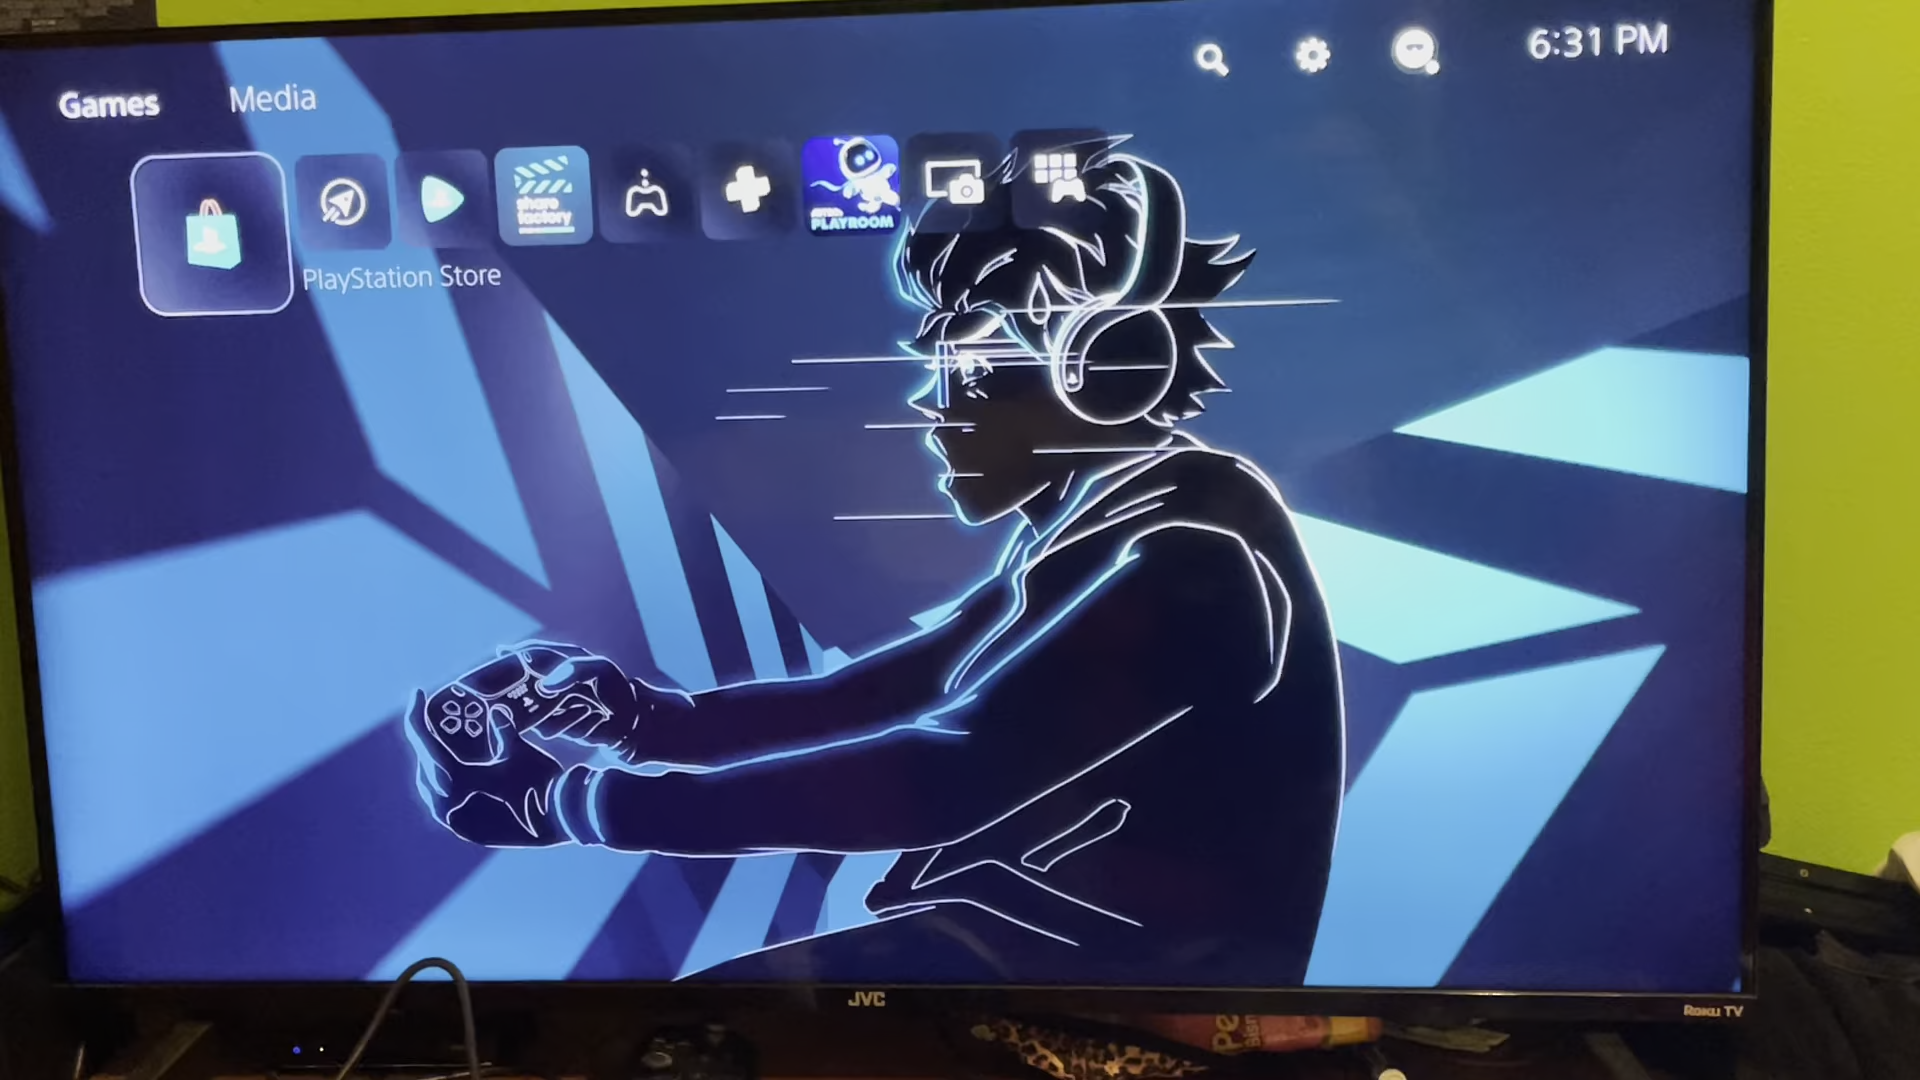 6:31 PM
Games
Media
share
factory
PLAYROOM
PlayStation Store
JVC
Roku TV